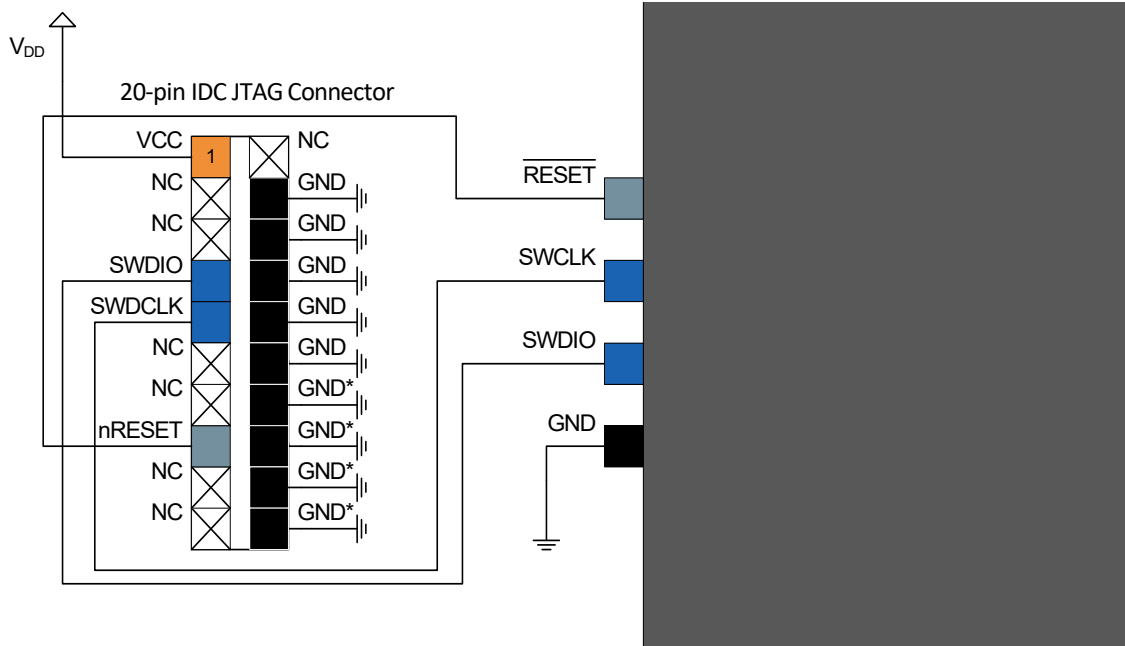 VDD
20-pin IDC JTAG Connector
VCC 1 NC
NC GND
NC GND
SWDIO GND
SWDCLK GND
NC GND
NC GND*
nRESET GND*
NC GND*
NC GND*
RESET
SWCLK
SWDIO
GND